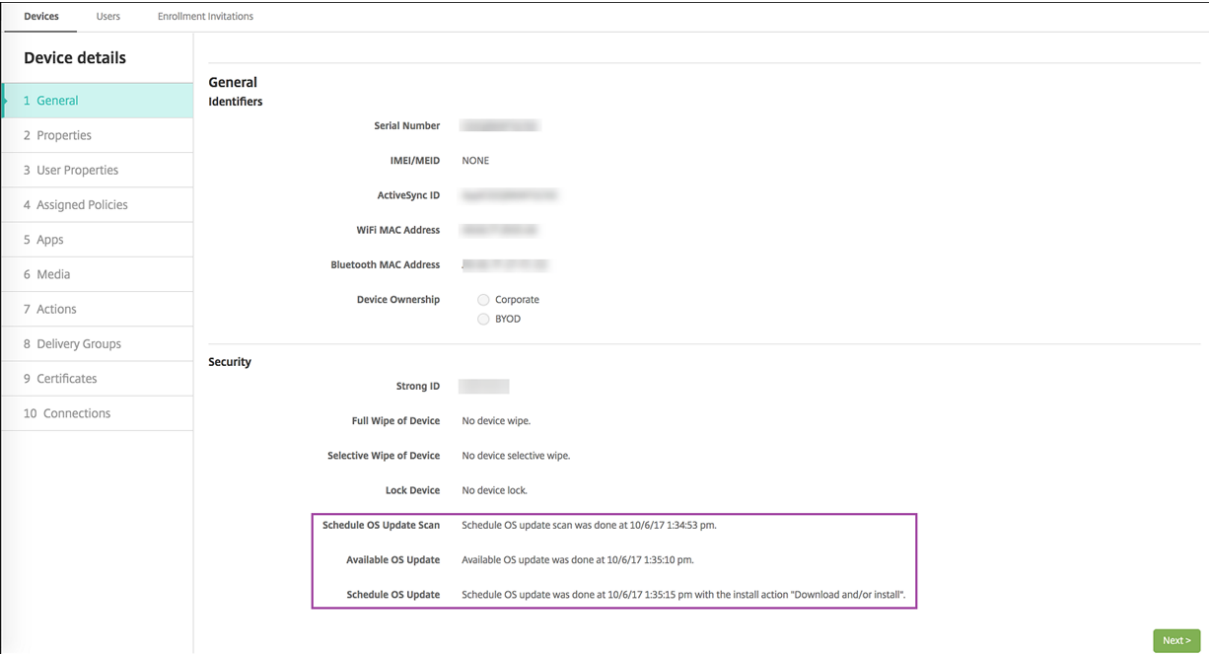 Devices Users Enrollment Invitations
Device details
1 General
2 Properties
3 User Properties
4 Assigned Policies
5 Apps
6 Media
7 Actions
8 Delivery Groups
9 Certificates
10 Connections
General
Identifiers
Serial Number
IMEI/MEID NONE
ActiveSync ID
WiFi MAC Address
Bluetooth MAC Address
Device Ownership Corporate
BYOD
Security
Strong ID
Full Wipe of Device No device wipe.
Selective Wipe of Device No device selective wipe.
Lock Device No device lock.
Schedule OS Update Scan Schedule OS update scan was done at 10/6/17 1:34:53 pm.
Available OS Update Available OS update was done at 10/6/17 1:35:10 pm.
Schedule OS Update Schedule OS update was done at 10/6/17 1:35:15 pm with the install action "Download and/or install".
Next >